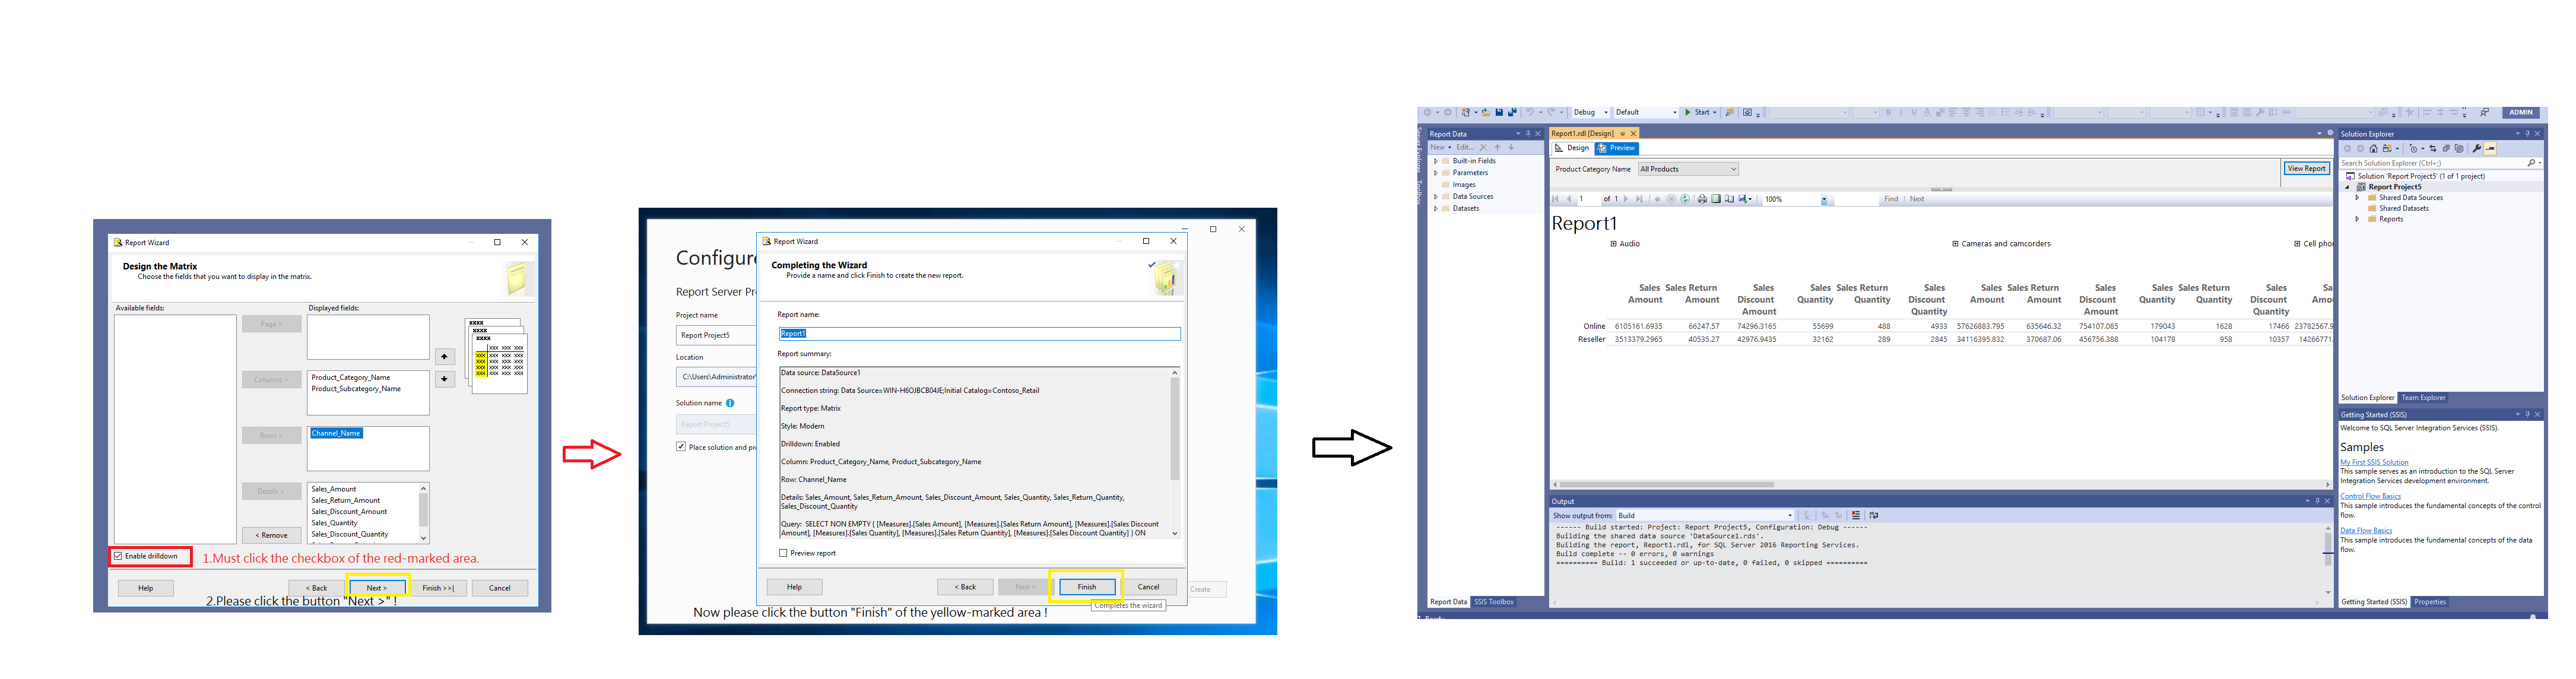 Report Wizard
Design the Matrix
Choose the fields that you want to display in the matrix.
Available fields:
Displayed fields:
Page >
Columns >
Product_Category_Name
Product_Subcategory_Name
Rows >
Channel_Name
Details >
Sales_Amount
Sales_Return_Amount
Sales_Discount_Amount
Sales_Quantity
Sales_Discount_Quantity
< Remove
Enable drilldown
1.Must click the checkbox of the red-marked area.
Help
< Back
Next >
Finish >>|
Cancel
2.Please click the button "Next >" !
Report Server Pr
Project name
Report Project5
Location
C:\Users\Administrator\
Solution name
Report Project5
Place solution and pr
Create
Report Wizard
Completing the Wizard
Provide a name and click Finish to create the new report.
Report name:
Report1
Report summary:
Data source: DataSource1
Connection string: Data Source=WIN-H6OJBCB04JE;Initial Catalog=Contoso_Retail
Report type: Matrix
Style: Modern
Drilldown: Enabled
Column: Product_Category_Name, Product_Subcategory_Name
Row: Channel_Name
Details: Sales_Amount, Sales_Return_Amount, Sales_Discount_Amount, Sales_Quantity, Sales_Return_Quantity,
Sales_Discount_Quantity
Query: SELECT NON EMPTY { [Measures].[Sales Amount], [Measures].[Sales Return Amount], [Measures].[Sales Discount
Amount], [Measures].[Sales Quantity], [Measures].[Sales Return Quantity], [Measures].[Sales Discount Quantity] } ON
Preview report
Help
< Back
Next >
Finish
Cancel
Completes the wizard
Now please click the button "Finish" of the yellow-marked area !
Debug
Default
Start
ADMIN
Server Explorer
Toolbox
Report Data
New
Edit...
Built-in Fields
Parameters
Images
Data Sources
Datasets
Report Data
SSIS Toolbox
Report1.rdl [Design]
Design
Preview
Product Category Name
All Products
View Report
1 of 1
100%
Find
Next
Report1
Audio
Cameras and camcorders
Cell phon
Sales Sales Return Sales Sales Sales Return Sales Sales Sales Return Sales Sales Sales Return Sales Sa
Amount Amount Discount Quantity Quantity Discount Amount Amount Discount Quantity Quantity Discount Amou
Amount Quantity Amount Quantity
Online 6105161.6935 66247.57 74296.3165 55699 488 4933 57626883.795 635646.32 754107.085 179043 1628 17466 23782567.9
Reseller 3513379.2965 40535.27 42976.9435 32162 289 2845 34116395.832 370687.06 456756.388 104178 958 10357 14266771.
Output
Show output from: Build
------ Build started: Project: Report Project5, Configuration: Debug ------
Building the shared data source 'DataSource1.rds'.
Building the report, Report1.rdl, for SQL Server 2016 Reporting Services.
Build complete -- 0 errors, 0 warnings
========== Build: 1 succeeded or up-to-date, 0 failed, 0 skipped ==========
Solution Explorer
Search Solution Explorer (Ctrl+;)
Solution 'Report Project5' (1 of 1 project)
Report Project5
Shared Data Sources
Shared Datasets
Reports
Solution Explorer
Team Explorer
Getting Started (SSIS)
Welcome to SQL Server Integration Services (SSIS).
Samples
My First SSIS Solution
This sample serves as an introduction to the SQL Server
Integration Services development environment.
Control Flow Basics
This sample introduces the fundamental concepts of the control
flow.
Data Flow Basics
This sample introduces the fundamental concepts of the data
flow.
Getting Started (SSIS)
Properties